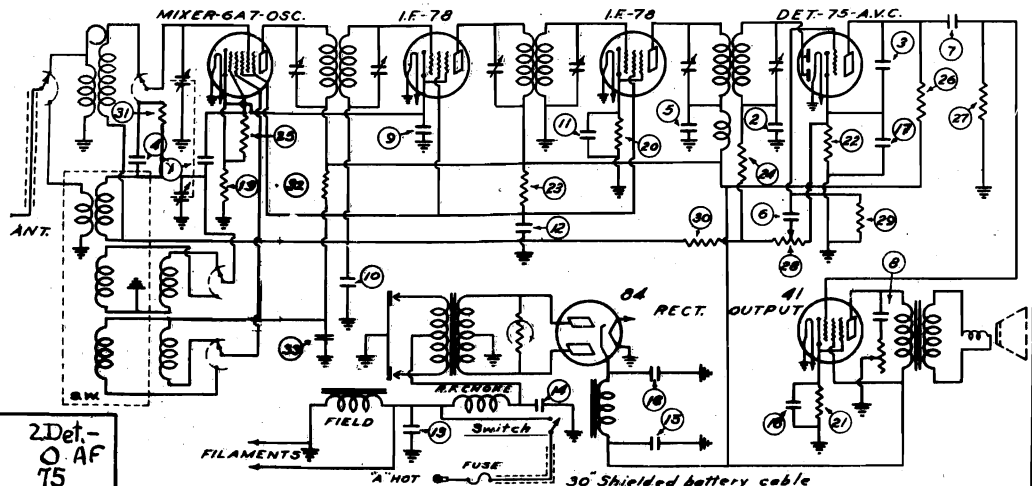 MIXER-6A7-OSC.
I.F.-78
I.F.-78
DET.-75-A.V.C.
3
7
31
4
1
25
9
11
5
20
2
22
17
26
27
19
32
23
24
6
29
ANT.
12
30
28
10
84
RECT.
41
OUTPUT
8
33
S.W.
R.F. CHOKE
14
16
FIELD
13
Switch
15
18
21
2 Det.-
O. AF
75
FILAMENTS
"A" HOT
FUSE
30" Shielded battery cable